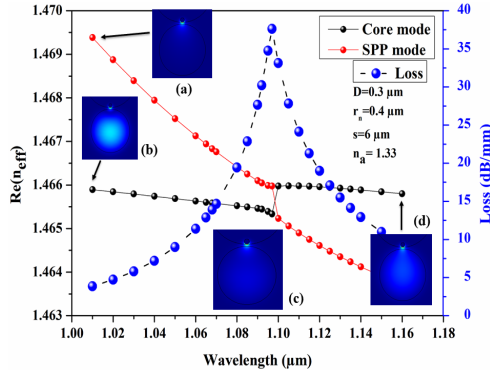 1.470
1.469
1.468
1.467
1.466
1.465
1.464
1.463
Re(n_eff)
1.00 1.02 1.04 1.06 1.08 1.10 1.12 1.14 1.16 1.18
Wavelength (µm)
40
35
30
25
20
15
10
5
0
Loss (dB/mm)
Core mode
SPP mode
Loss
D=0.3 µm
r_n=0.4 µm
s=6 µm
n_a= 1.33
(a)
(b)
(c)
(d)